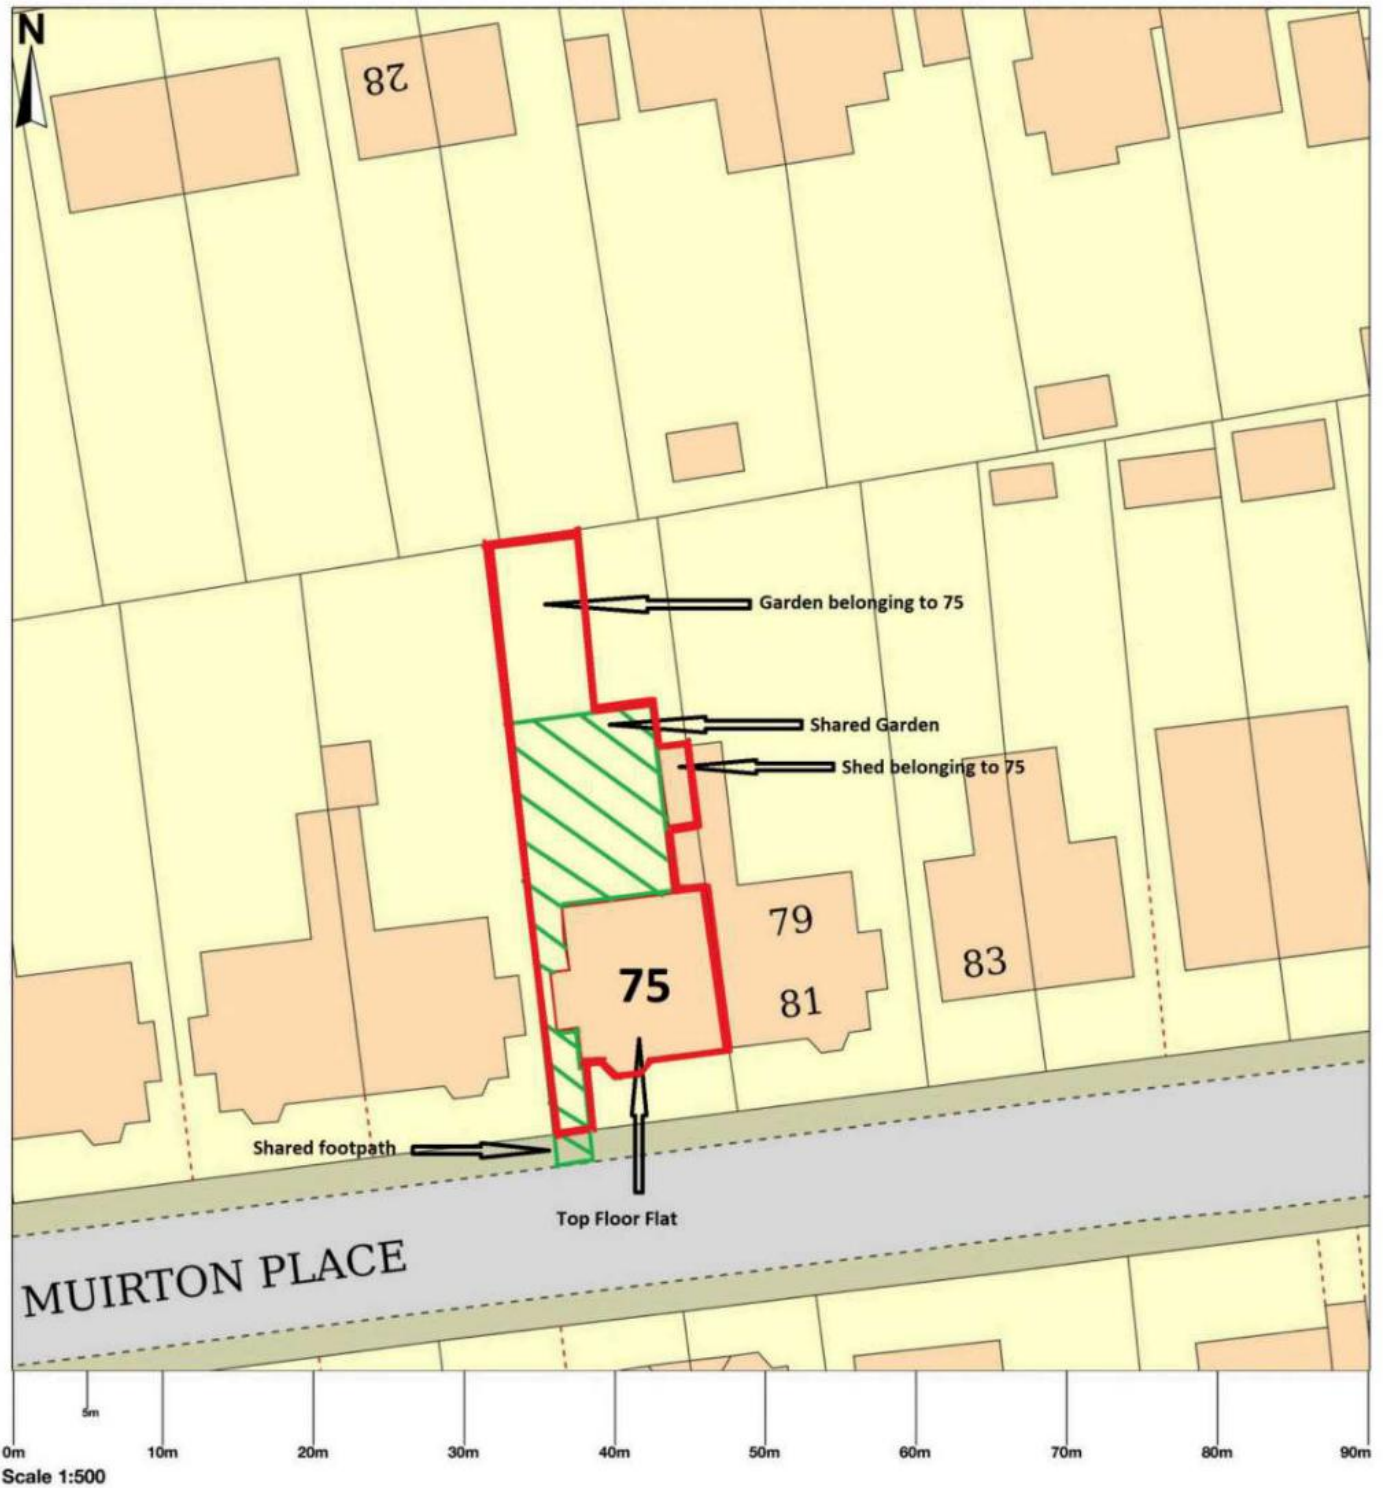 N
28
Garden belonging to 75
Shared Garden
Shed belonging to 75
79
75
83
81
Shared footpath
Top Floor Flat
MUIRTON PLACE
5m
0m 10m 20m 30m 40m 50m 60m 70m 80m 90m
Scale 1:500